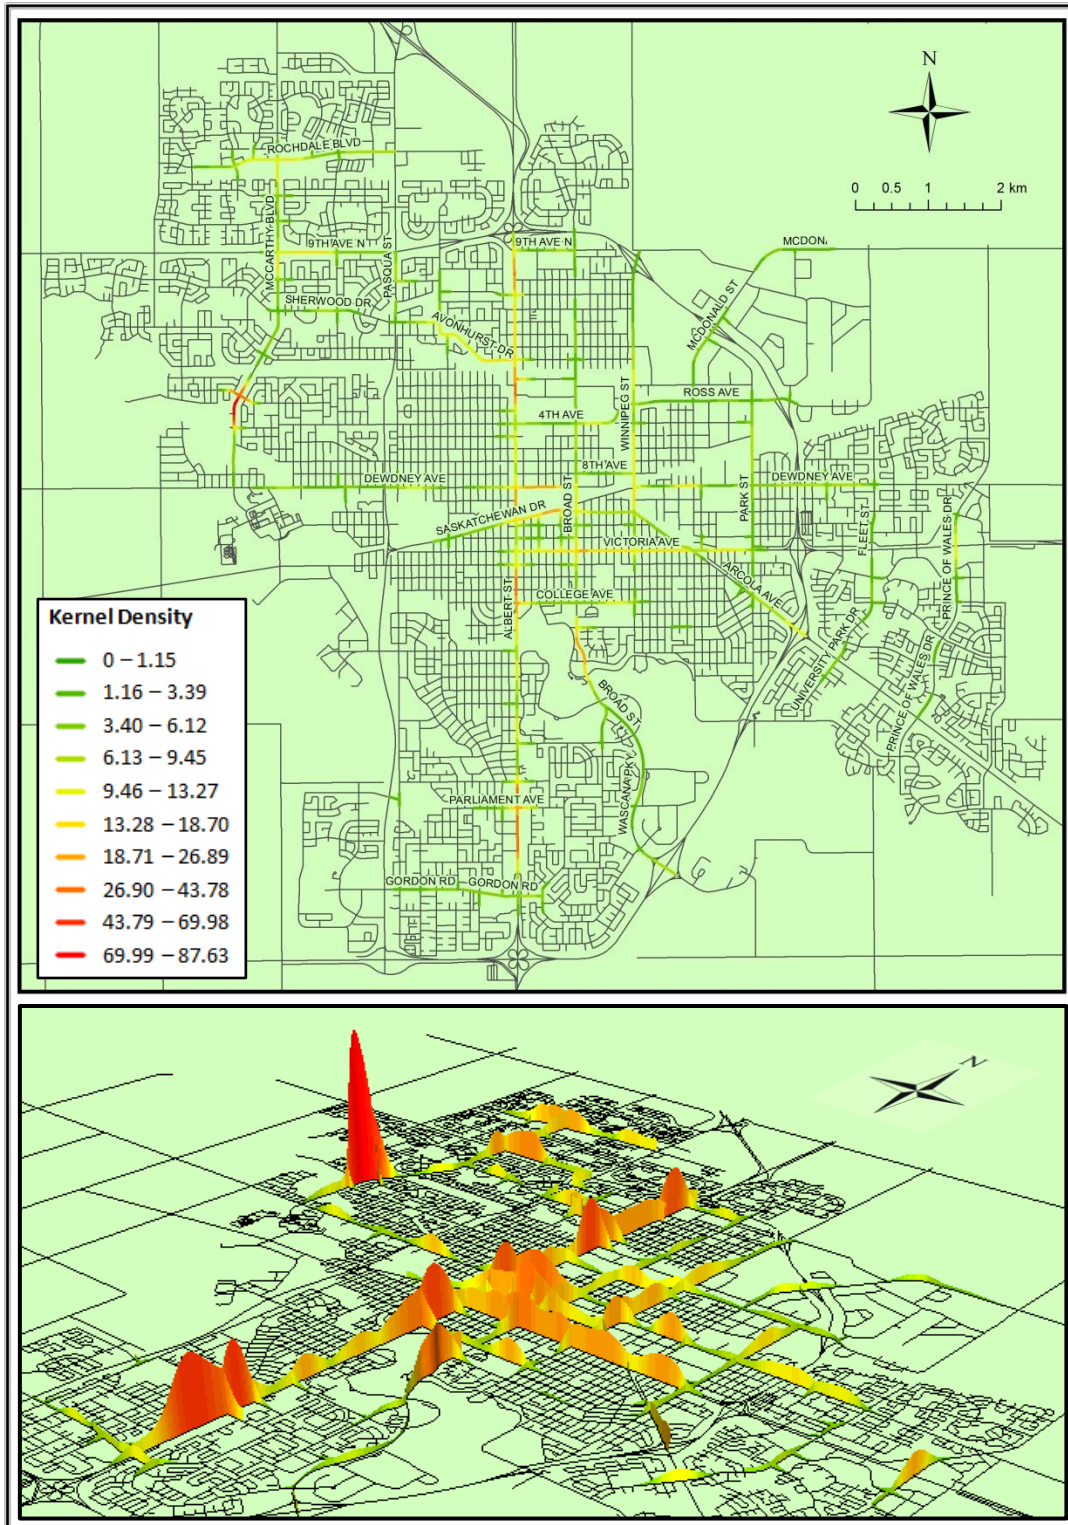 N
0 0.5 1 2 km
ROCHDALE BLVD
MCCARTHY BLVD
9TH AVE N
PASQUA ST
9TH AVE N
MCDON
SHERWOOD DR
AVONHURST DR
MCDONALD ST
WINNIPEG ST
ROSS AVE
4TH AVE
8TH AVE
DEWDNEY AVE
BROAD ST
PARK ST
DEWDNEY AVE
SASKATCHEWAN DR
FLEET ST
PRINCE OF WALES DR
VICTORIA AVE
ARCOLA AVE
ALBERT ST
COLLEGE AVE
UNIVERSITY PARK DR
PRINCE OF WALES DR
BROAD ST
WASCANA PKY
PARLIAMENT AVE
GORDON RD
GORDON RD
Kernel Density
0 – 1.15
1.16 – 3.39
3.40 – 6.12
6.13 – 9.45
9.46 – 13.27
13.28 – 18.70
18.71 – 26.89
26.90 – 43.78
43.79 – 69.98
69.99 – 87.63
N